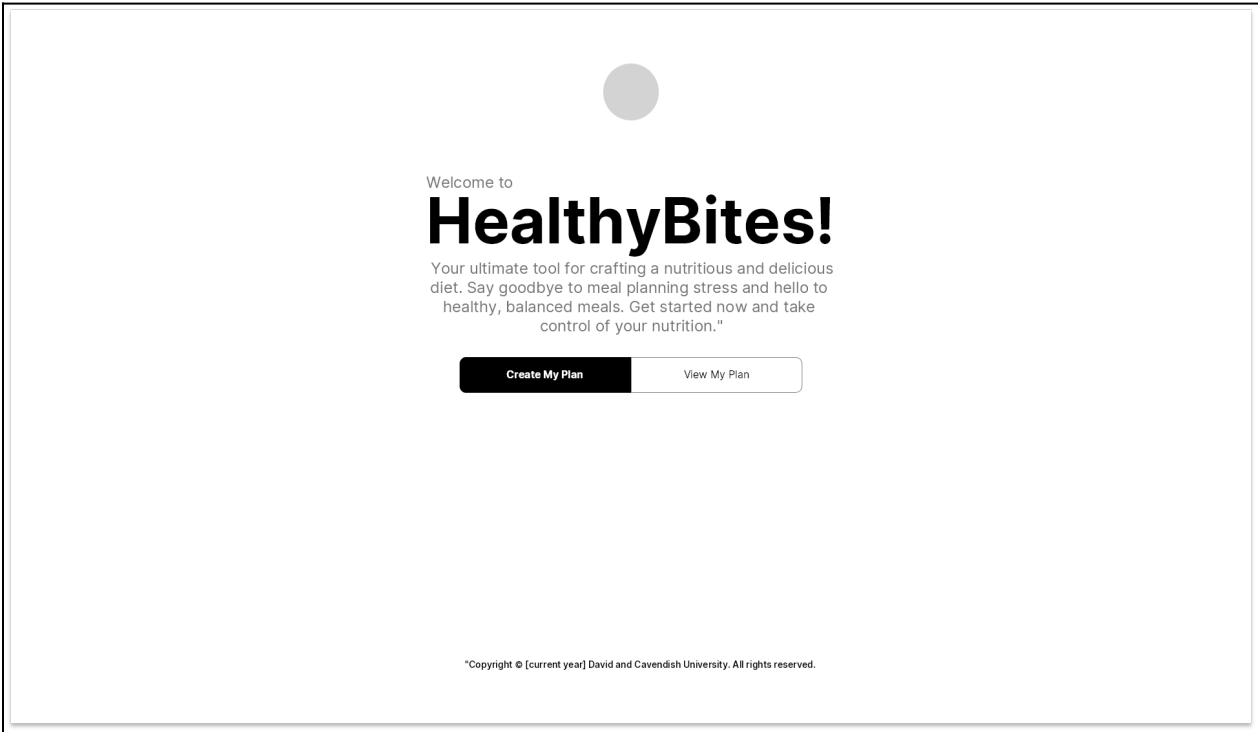 Welcome to
HealthyBites!
Your ultimate tool for crafting a nutritious and delicious
diet. Say goodbye to meal planning stress and hello to
healthy, balanced meals. Get started now and take
control of your nutrition."
Create My Plan
View My Plan
"Copyright © [current year] David and Cavendish University. All rights reserved.